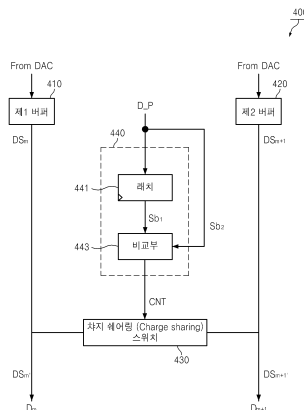 400
From DAC
From DAC
410
420
제1 버퍼
D_P
제2 버퍼
DSm
440
DSm+1
441
래치
Sb1
Sb2
443
비교부
CNT
차지 쉐어링 (Charge sharing)
스위치
430
DSm'
DSm+1'
Dm
Dm+1